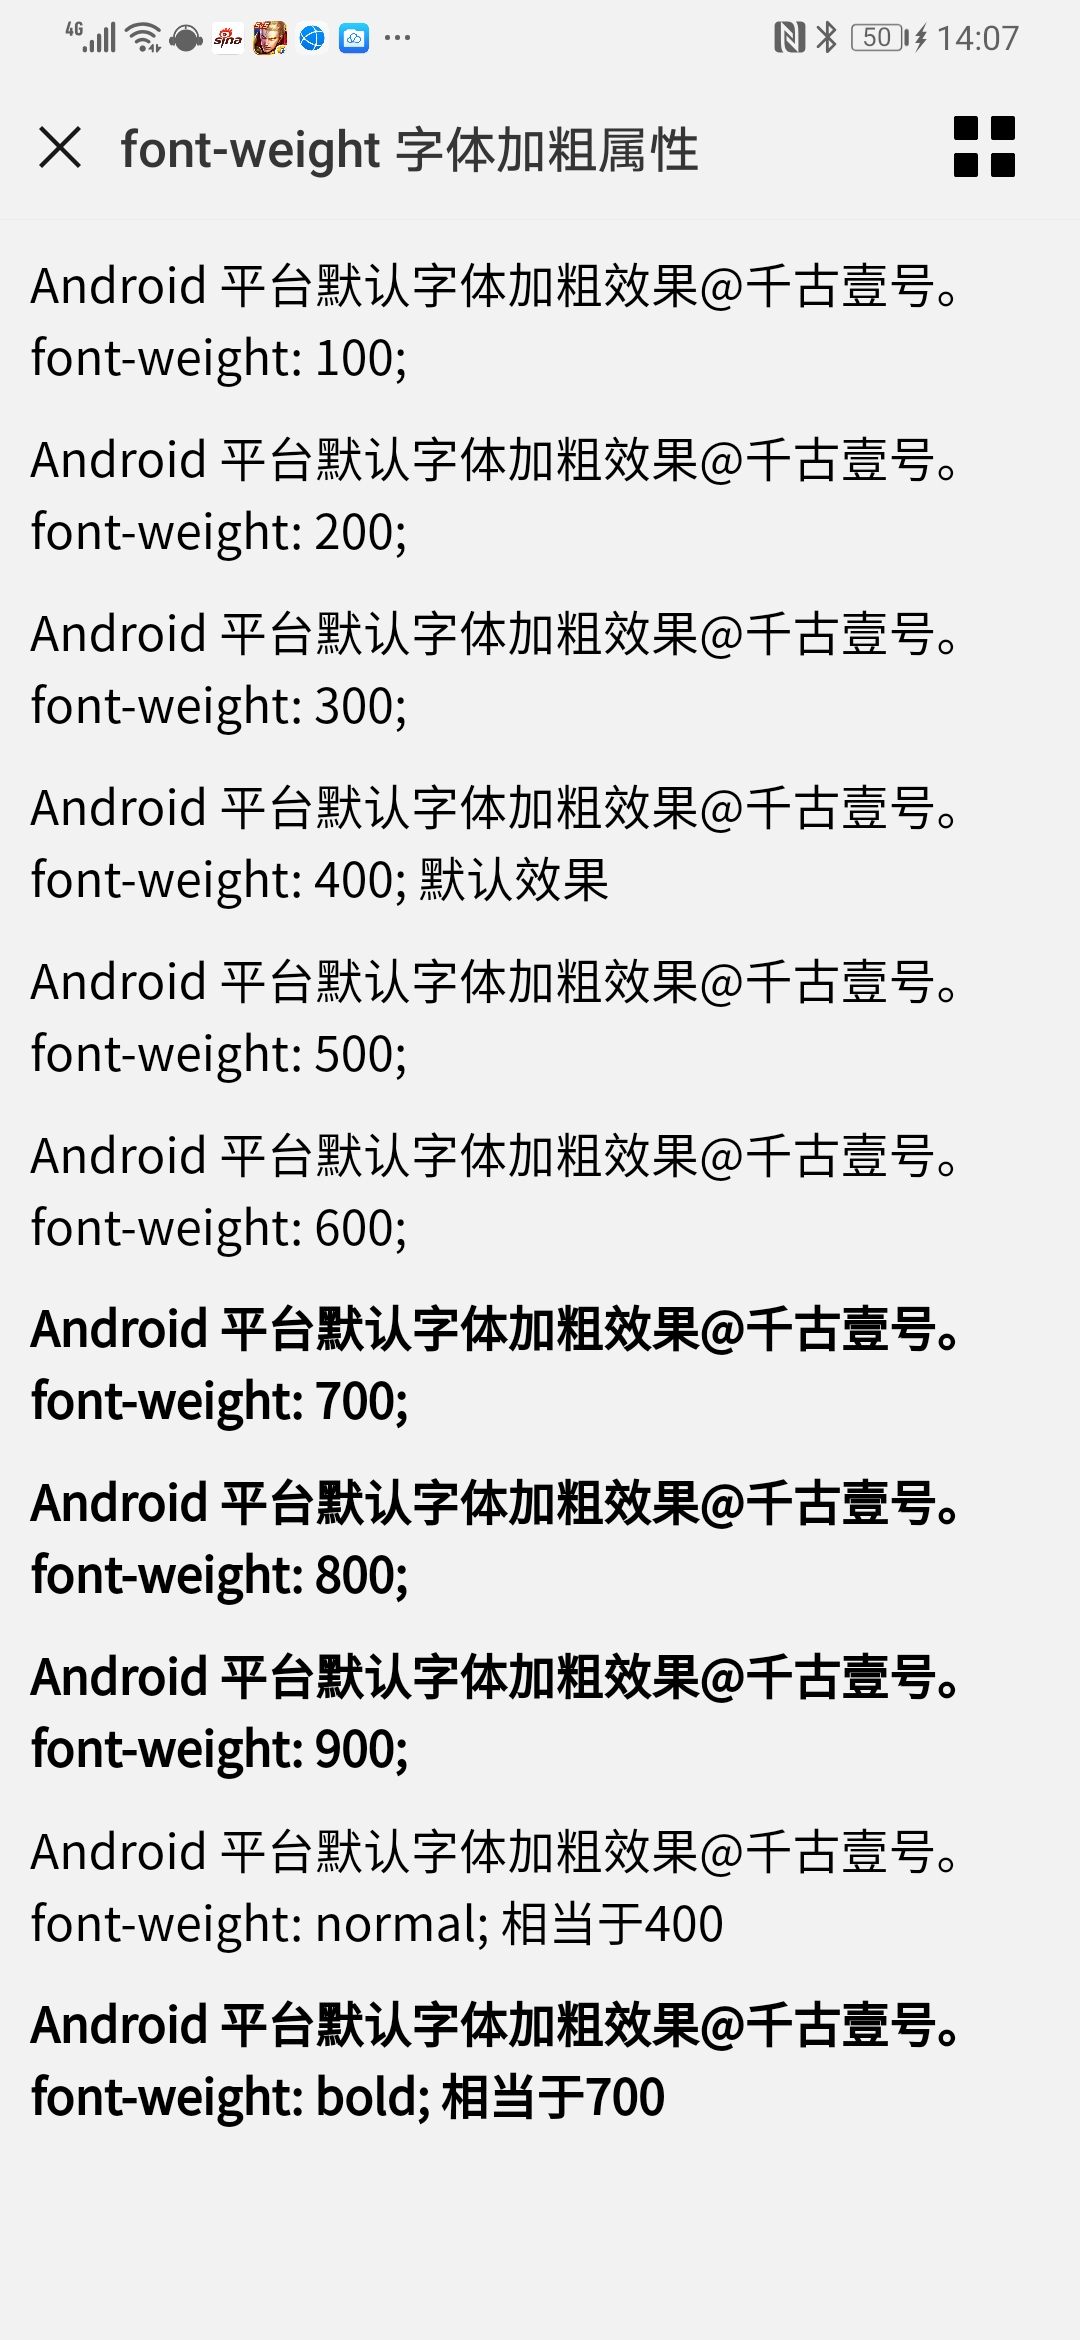 4G 50 14:07
font-weight 字体加粗属性
Android 平台默认字体加粗效果@千古壹号。
font-weight: 100;
Android 平台默认字体加粗效果@千古壹号。
font-weight: 200;
Android 平台默认字体加粗效果@千古壹号。
font-weight: 300;
Android 平台默认字体加粗效果@千古壹号。
font-weight: 400; 默认效果
Android 平台默认字体加粗效果@千古壹号。
font-weight: 500;
Android 平台默认字体加粗效果@千古壹号。
font-weight: 600;
Android 平台默认字体加粗效果@千古壹号。
font-weight: 700;
Android 平台默认字体加粗效果@千古壹号。
font-weight: 800;
Android 平台默认字体加粗效果@千古壹号。
font-weight: 900;
Android 平台默认字体加粗效果@千古壹号。
font-weight: normal; 相当于400
Android 平台默认字体加粗效果@千古壹号。
font-weight: bold; 相当于700